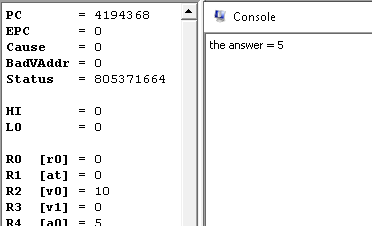 PC = 4194368
EPC = 0
Cause = 0
BadVAddr = 0
Status = 805371664
HI = 0
LO = 0
R0 [r0] = 0
R1 [at] = 0
R2 [v0] = 10
R3 [v1] = 0
R4 [a0] = 5
Console
the answer = 5